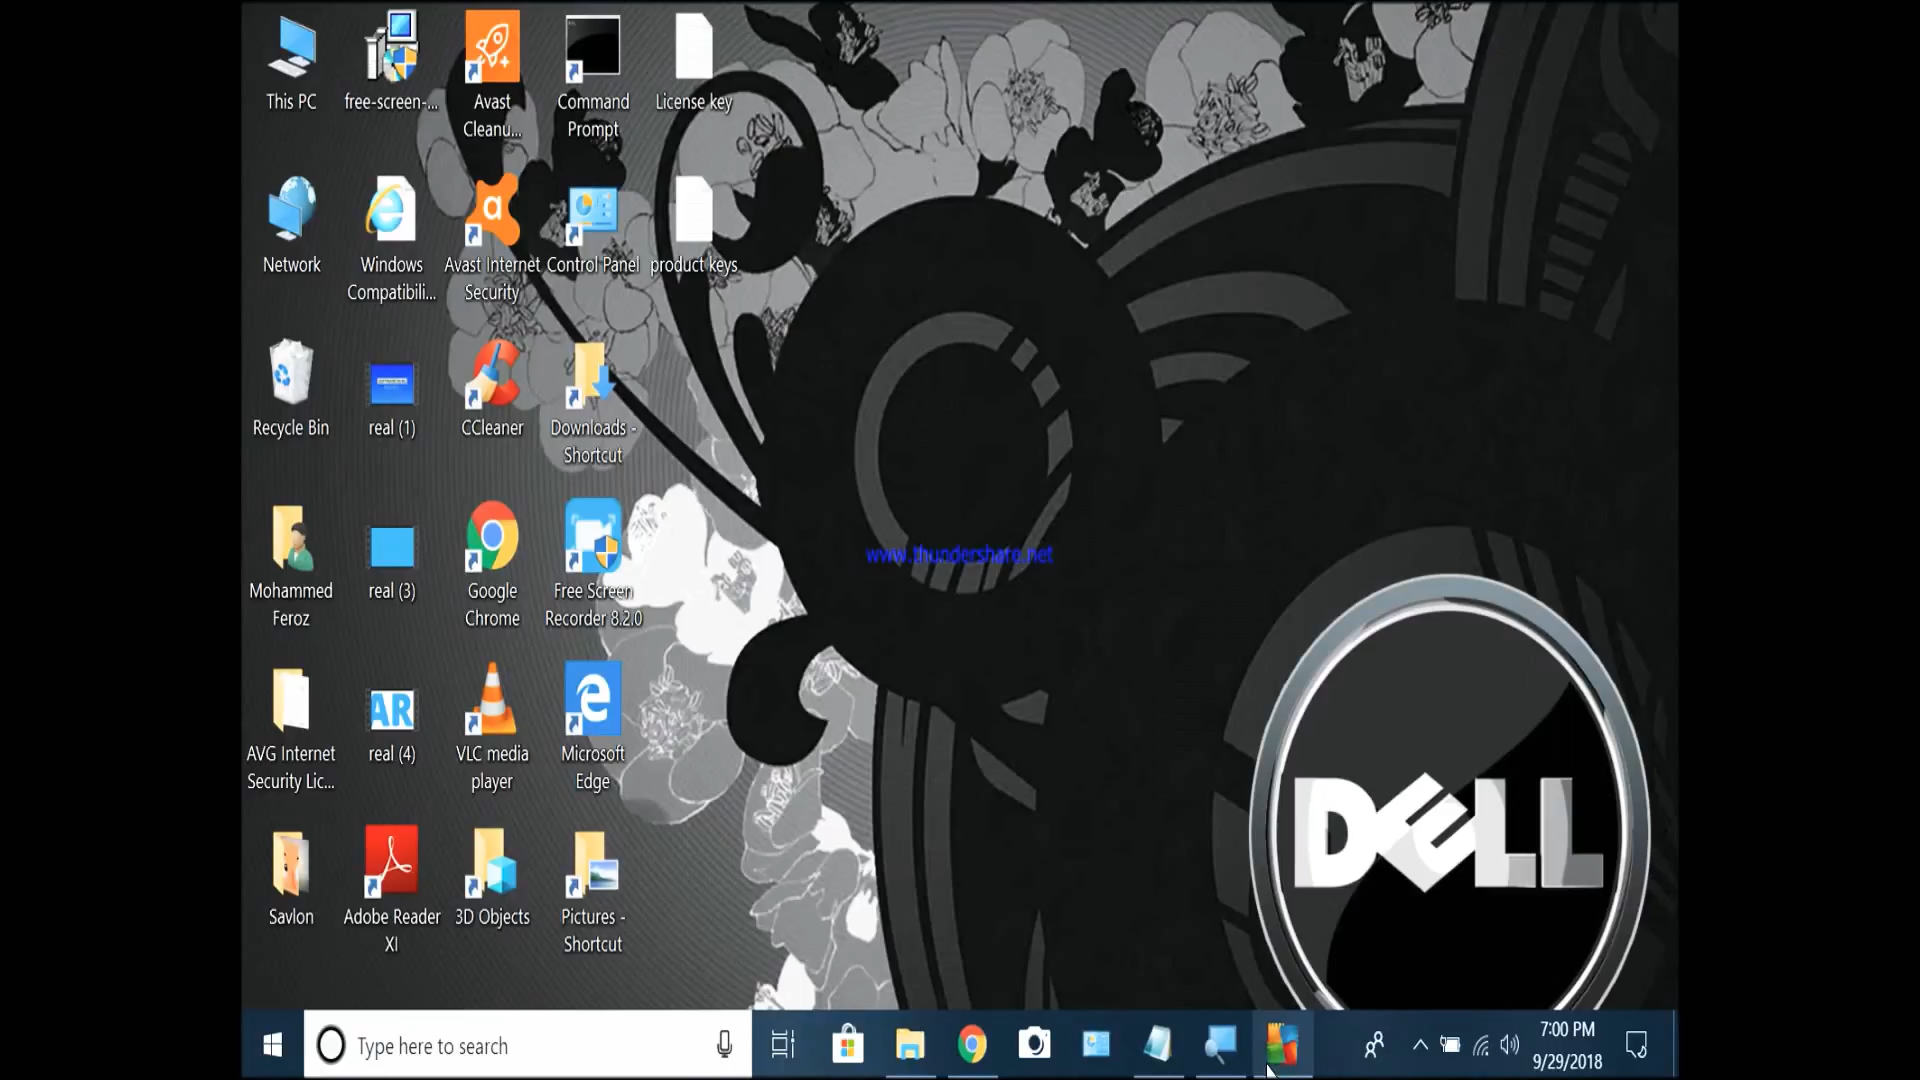 This PC
free-screen-...
Avast
Cleanu...
Command
Prompt
License key
Network
Windows
Compatibili...
a
Avast Internet
Security
Control Panel
product keys
Recycle Bin
real (1)
CCleaner
Downloads -
Shortcut
Mohammed
Feroz
real (3)
Google
Chrome
Free Screen
Recorder 8.2.0
www.thundershare.net
AVG Internet
Security Lic...
AR
real (4)
VLC media
player
Microsoft
Edge
Savlon
Adobe Reader
XI
3D Objects
Pictures -
Shortcut
DELL
Type here to search
7:00 PM
9/29/2018